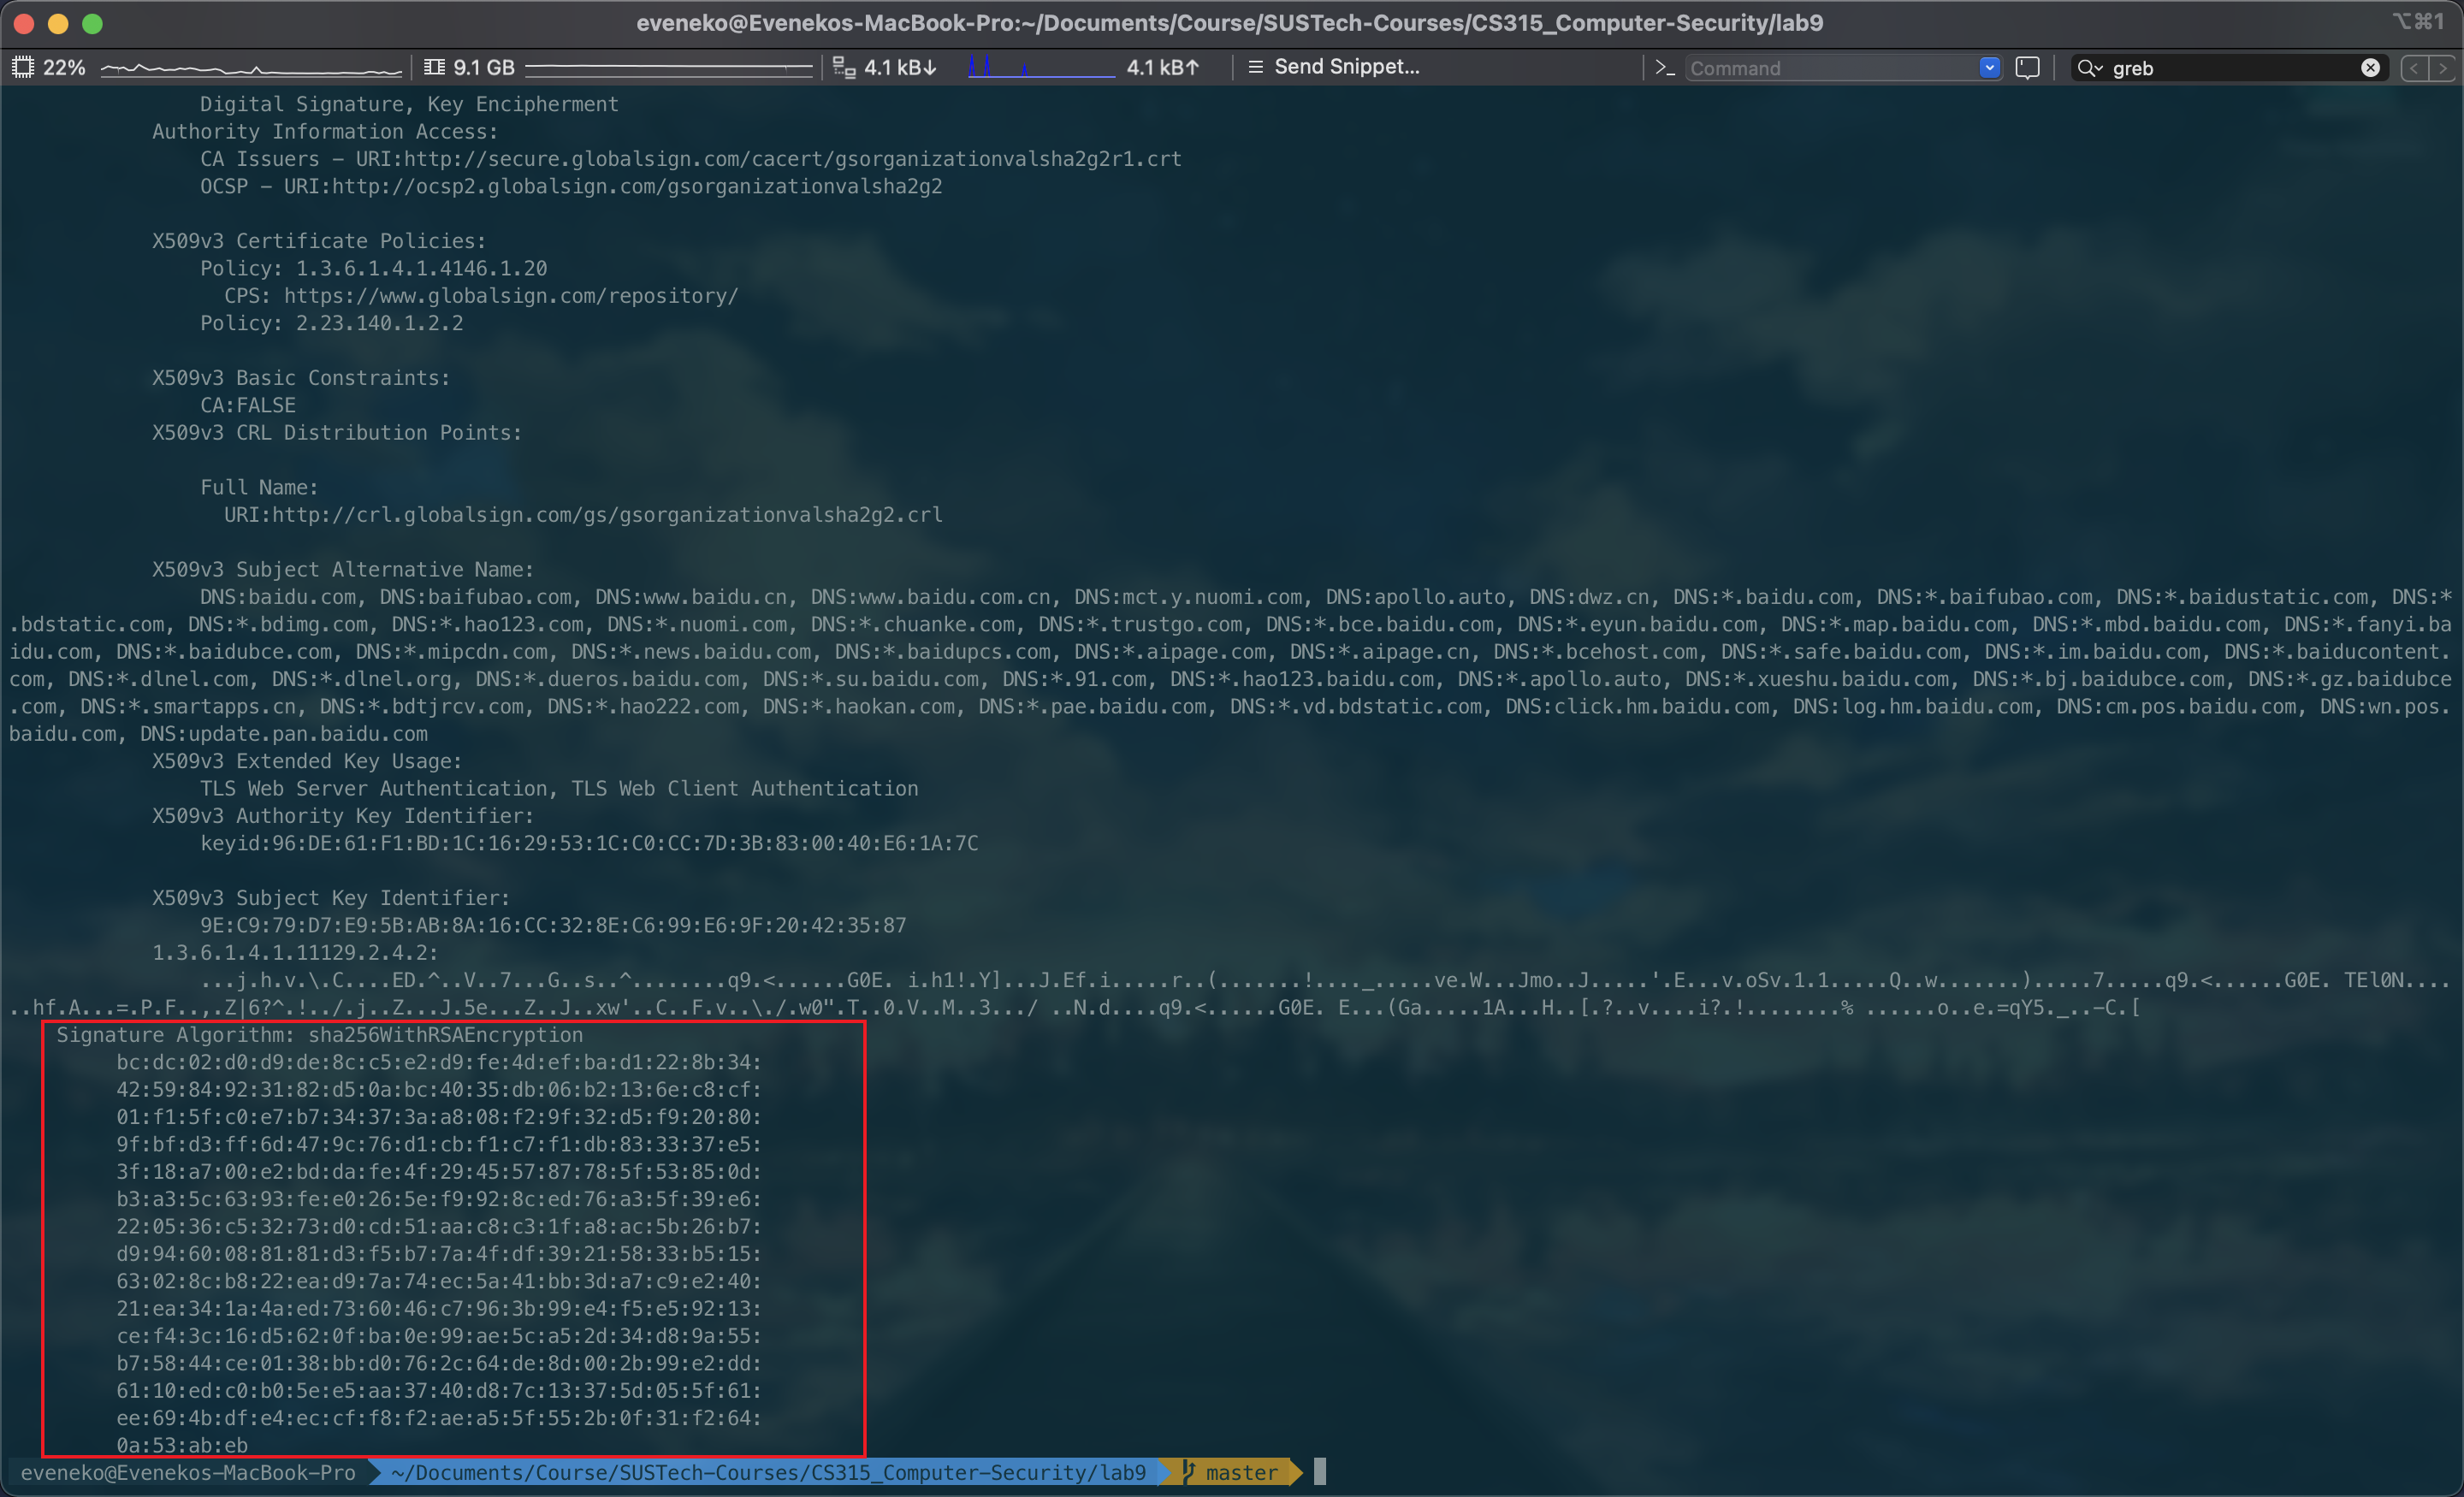 eveneko@Evenekos-MacBook-Pro:~/Documents/Course/SUSTech-Courses/CS315_Computer-Security/lab9
⌥⌘1
22%
9.1 GB
4.1 kB↓
4.1 kB↑
Send Snippet...
Command
greb
Digital Signature, Key Encipherment
Authority Information Access:
CA Issuers - URI:http://secure.globalsign.com/cacert/gsorganizationvalsha2g2r1.crt
OCSP - URI:http://ocsp2.globalsign.com/gsorganizationvalsha2g2
X509v3 Certificate Policies:
Policy: 1.3.6.1.4.1.4146.1.20
CPS: https://www.globalsign.com/repository/
Policy: 2.23.140.1.2.2
X509v3 Basic Constraints:
CA:FALSE
X509v3 CRL Distribution Points:
Full Name:
URI:http://crl.globalsign.com/gs/gsorganizationvalsha2g2.crl
X509v3 Subject Alternative Name:
DNS:baidu.com, DNS:baifubao.com, DNS:www.baidu.cn, DNS:www.baidu.com.cn, DNS:mct.y.nuomi.com, DNS:apollo.auto, DNS:dwz.cn, DNS:*.baidu.com, DNS:*.baifubao.com, DNS:*.baidustatic.com, DNS:*
.bdstatic.com, DNS:*.bdimg.com, DNS:*.hao123.com, DNS:*.nuomi.com, DNS:*.chuanke.com, DNS:*.trustgo.com, DNS:*.bce.baidu.com, DNS:*.eyun.baidu.com, DNS:*.map.baidu.com, DNS:*.mbd.baidu.com, DNS:*.fanyi.ba
idu.com, DNS:*.baidubce.com, DNS:*.mipcdn.com, DNS:*.news.baidu.com, DNS:*.baidupcs.com, DNS:*.aipage.com, DNS:*.aipage.cn, DNS:*.bcehost.com, DNS:*.safe.baidu.com, DNS:*.im.baidu.com, DNS:*.baiducontent.
com, DNS:*.dlnel.com, DNS:*.dlnel.org, DNS:*.dueros.baidu.com, DNS:*.su.baidu.com, DNS:*.91.com, DNS:*.hao123.baidu.com, DNS:*.apollo.auto, DNS:*.xueshu.baidu.com, DNS:*.bj.baidubce.com, DNS:*.gz.baidubce
.com, DNS:*.smartapps.cn, DNS:*.bdtjrcv.com, DNS:*.hao222.com, DNS:*.haokan.com, DNS:*.pae.baidu.com, DNS:*.vd.bdstatic.com, DNS:click.hm.baidu.com, DNS:log.hm.baidu.com, DNS:cm.pos.baidu.com, DNS:wn.pos.
baidu.com, DNS:update.pan.baidu.com
X509v3 Extended Key Usage:
TLS Web Server Authentication, TLS Web Client Authentication
X509v3 Authority Key Identifier:
keyid:96:DE:61:F1:BD:1C:16:29:53:1C:C0:CC:7D:3B:83:00:40:E6:1A:7C
X509v3 Subject Key Identifier:
9E:C9:79:D7:E9:5B:AB:8A:16:CC:32:8E:C6:99:E6:9F:20:42:35:87
1.3.6.1.4.1.11129.2.4.2:
...j.h.v.\.C....ED.^..V..7...G..s..^........q9.<......G0E. i.h1!.Y]...J.Ef.i.....r..(.......!...._.....ve.W...Jmo..J.....'.E...v.oSv.1.1.....Q..w.......).....7.....q9.<......G0E. TEl0N....
..hf.A...=.P.F..,.Z|6?^.!../.j..Z...J.5e...Z..J..xw'..C..F.v..\./.w0".T..0.V..M..3.../ ..N.d....q9.<......G0E. E...(Ga.....1A...H..[.?..v....i?.!........% ......o..e.=qY5._..-C.[
Signature Algorithm: sha256WithRSAEncryption
bc:dc:02:d0:d9:de:8c:c5:e2:d9:fe:4d:ef:ba:d1:22:8b:34:
42:59:84:92:31:82:d5:0a:bc:40:35:db:06:b2:13:6e:c8:cf:
01:f1:5f:c0:e7:b7:34:37:3a:a8:08:f2:9f:32:d5:f9:20:80:
9f:bf:d3:ff:6d:47:9c:76:d1:cb:f1:c7:f1:db:83:33:37:e5:
3f:18:a7:00:e2:bd:da:fe:4f:29:45:57:87:78:5f:53:85:0d:
b3:a3:5c:63:93:fe:e0:26:5e:f9:92:8c:ed:76:a3:5f:39:e6:
22:05:36:c5:32:73:d0:cd:51:aa:c8:c3:1f:a8:ac:5b:26:b7:
d9:94:60:08:81:81:d3:f5:b7:7a:4f:df:39:21:58:33:b5:15:
63:02:8c:b8:22:ea:d9:7a:74:ec:5a:41:bb:3d:a7:c9:e2:40:
21:ea:34:1a:4a:ed:73:60:46:c7:96:3b:99:e4:f5:e5:92:13:
ce:f4:3c:16:d5:62:0f:ba:0e:99:ae:5c:a5:2d:34:d8:9a:55:
b7:58:44:ce:01:38:bb:d0:76:2c:64:de:8d:00:2b:99:e2:dd:
61:10:ed:c0:b0:5e:e5:aa:37:40:d8:7c:13:37:5d:05:5f:61:
ee:69:4b:df:e4:ec:cf:f8:f2:ae:a5:5f:55:2b:0f:31:f2:64:
0a:53:ab:eb
eveneko@Evenekos-MacBook-Pro ~/Documents/Course/SUSTech-Courses/CS315_Computer-Security/lab9 master